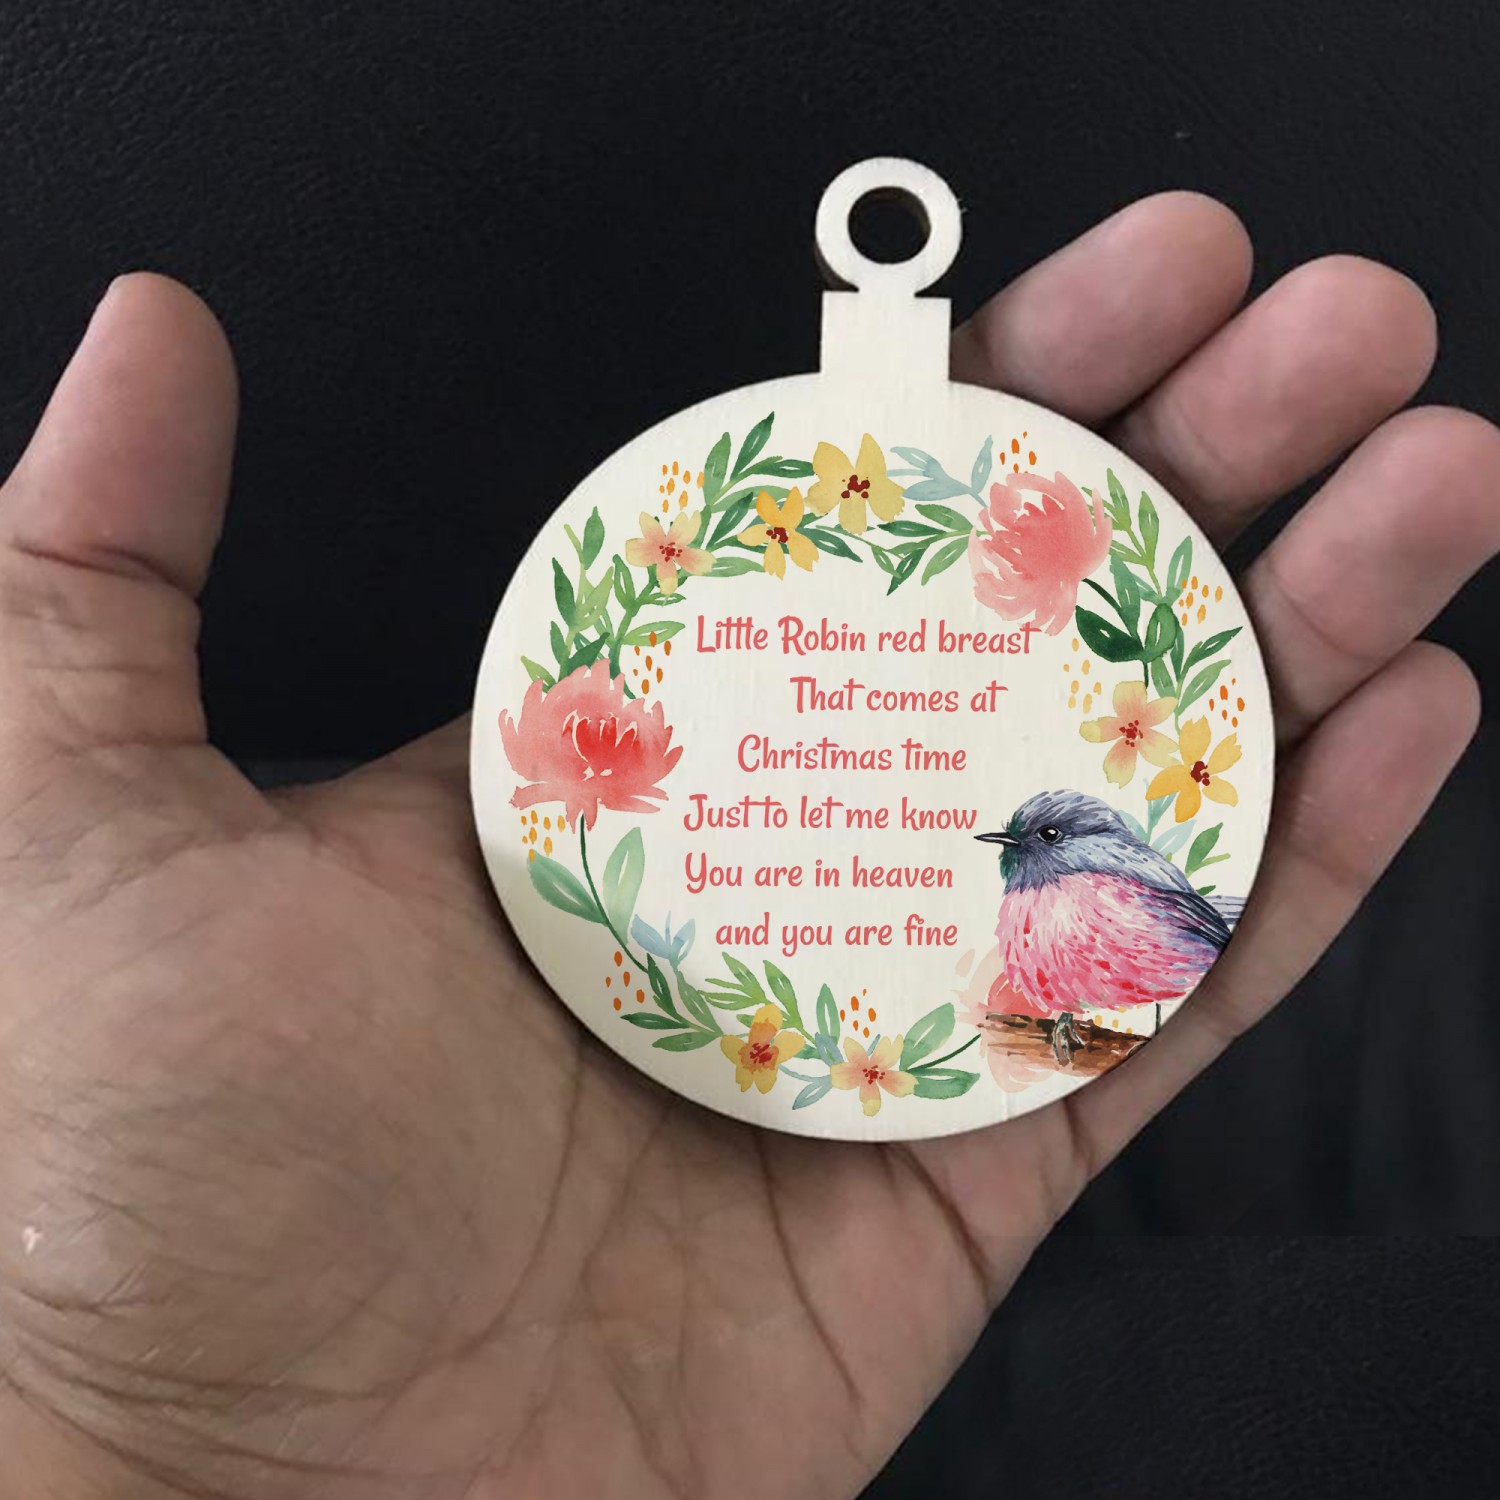 Little Robin red breast
That comes at
Christmas time
Just to let me know
You are in heaven
and you are fine